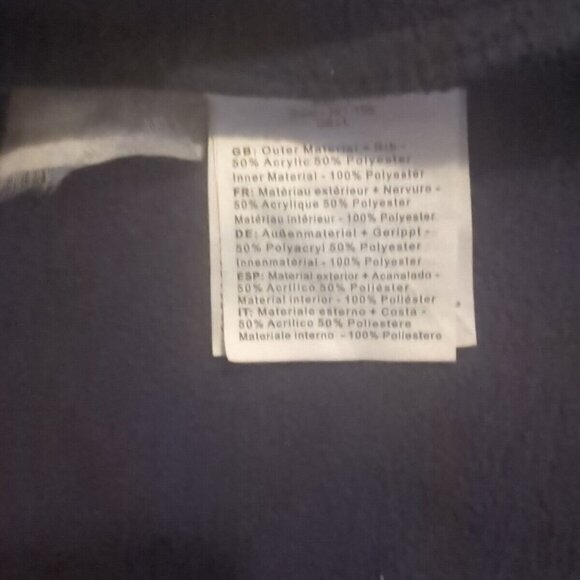 GB: Outer Material + Rib -
50% Acrylic 50% Polyester
Inner Material - 100% Polyester
FR: Matériau extérieur + Nervure -
50% Acrylique 50% Polyester
Matériau intérieur - 100% Polyester
DE: Außenmaterial + Gerippt -
50% Polyacryl 50% Polyester
Innenmaterial - 100% Polyester
ESP: Material exterior + Acanalado -
50% Acrílico 50% Poliéster
Material interior - 100% Poliéster
IT: Materiale esterno + Costa -
50% Acrilico 50% Poliestere
Materiale interno - 100% Poliestere